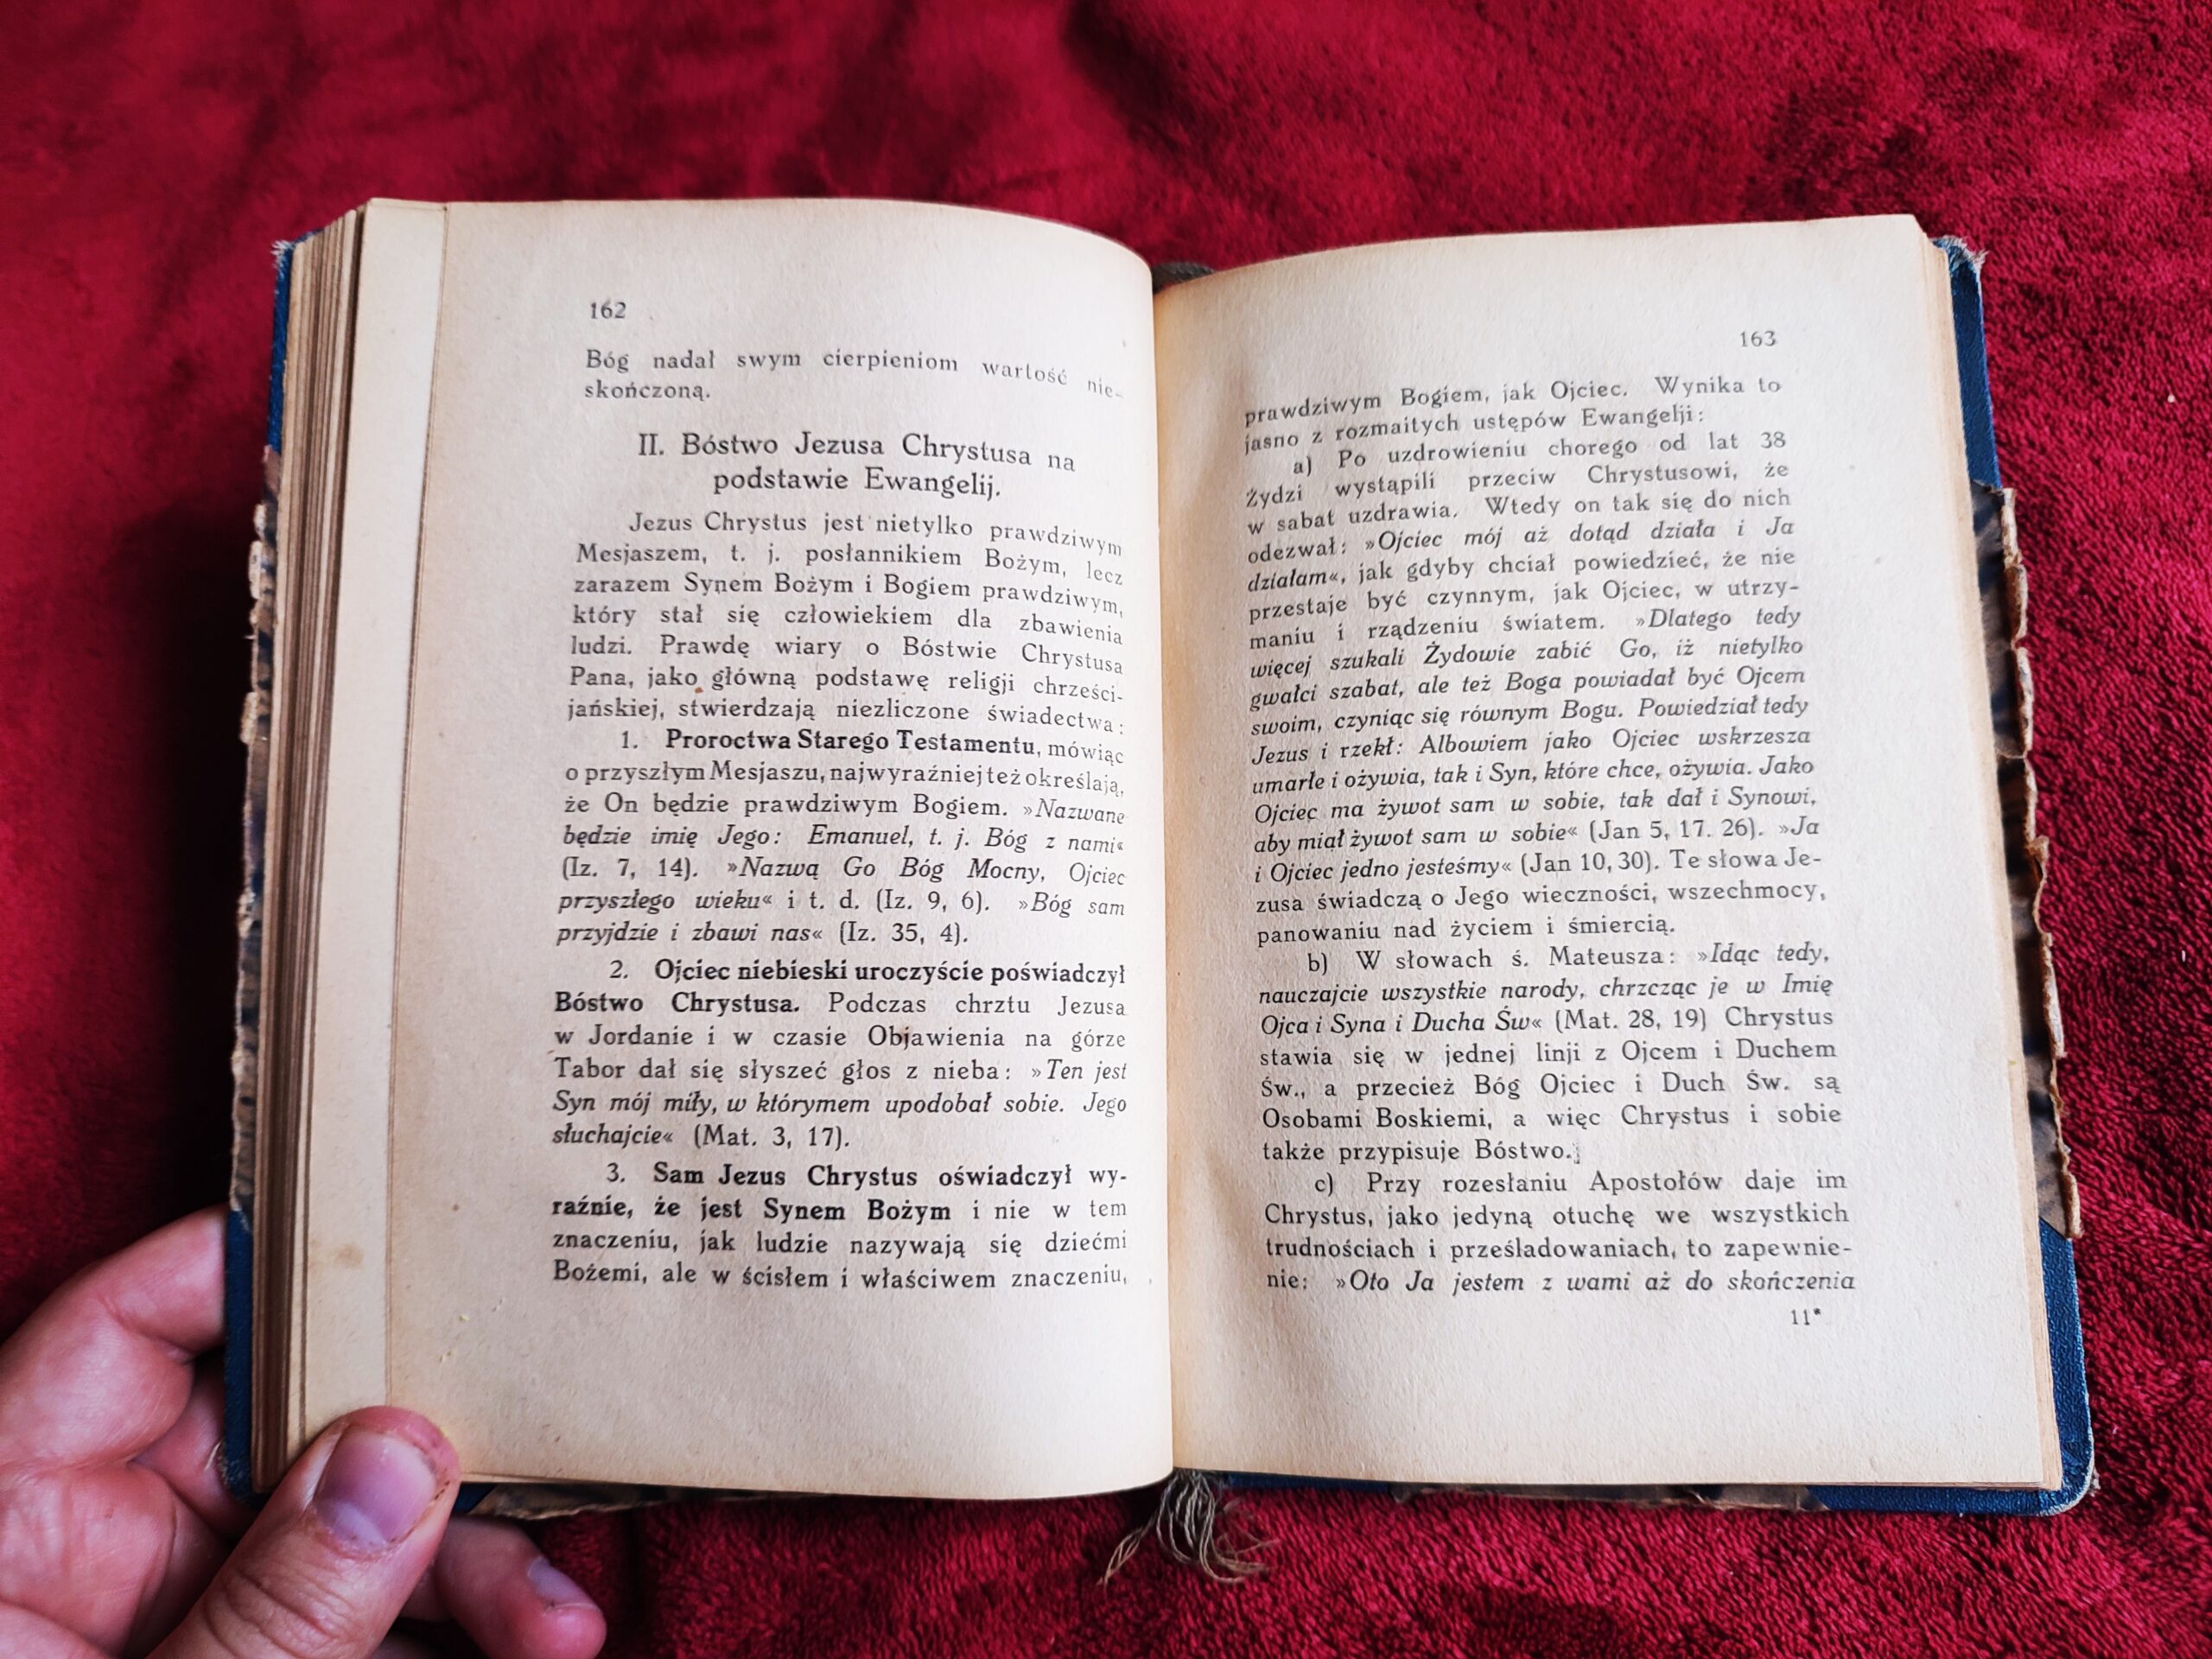 162
Bóg nadał swym cierpieniom wartość nie-
skończoną.
II. Bóstwo Jezusa Chrystusa na
podstawie Ewangelij.
Jezus Chrystus jest nietylko prawdziwym
Mesjaszem, t. j. posłannikiem Bożym, lecz
zarazem Synem Bożym i Bogiem prawdziwym,
który stał się człowiekiem dla zbawienia
ludzi. Prawdę wiary o Bóstwie Chrystusa
Pana, jako główną podstawę religji chrześci-
jańskiej, stwierdzają niezliczone świadectwa:
1. Proroctwa Starego Testamentu, mówiąc
o przyszłym Mesjaszu, najwyraźniej też określają,
że On będzie prawdziwym Bogiem. »Nazwane
będzie imię Jego: Emanuel, t. j. Bóg z nami«
(Iz. 7, 14). »Nazwą Go Bóg Mocny, Ojciec
przyszłego wieku« i t. d. (Iz. 9, 6). »Bóg sam
przyjdzie i zbawi nas« (Iz. 35, 4).
2. Ojciec niebieski uroczyście poświadczył
Bóstwo Chrystusa. Podczas chrztu Jezusa
w Jordanie i w czasie Objawienia na górze
Tabor dał się słyszeć głos z nieba: »Ten jest
Syn mój miły, w którymem upodobał sobie. Jego
słuchajcie« (Mat. 3, 17).
3. Sam Jezus Chrystus oświadczył wy-
raźnie, że jest Synem Bożym i nie w tem
znaczeniu, jak ludzie nazywają się dziećmi
Bożemi, ale w ścisłem i właściwem znaczeniu,
163
prawdziwym Bogiem, jak Ojciec. Wynika to
jasno z rozmaitych ustępów Ewangelji:
a) Po uzdrowieniu chorego od lat 38
Żydzi wystąpili przeciw Chrystusowi, że
w sabat uzdrawia. Wtedy on tak się do nich
odezwał: »Ojciec mój aż dotąd działa i Ja
działam«, jak gdyby chciał powiedzieć, że nie
przestaje być czynnym, jak Ojciec, w utrzy-
maniu i rządzeniu światem. »Dlatego tedy
więcej szukali Żydowie zabić Go, iż nietylko
gwałci szabat, ale też Boga powiadał być Ojcem
swoim, czyniąc się równym Bogu. Powiedział tedy
Jezus i rzekł: Albowiem jako Ojciec wskrzesza
umarłe i ożywia, tak i Syn, które chce, ożywia. Jako
Ojciec ma żywot sam w sobie, tak dał i Synowi,
aby miał żywot sam w sobie« (Jan 5, 17. 26). »Ja
i Ojciec jedno jesteśmy« (Jan 10, 30). Te słowa Je-
zusa świadczą o Jego wieczności, wszechmocy,
panowaniu nad życiem i śmiercią.
b) W słowach ś. Mateusza: »Idąc tedy,
nauczajcie wszystkie narody, chrzcząc je w Imię
Ojca i Syna i Ducha Św« (Mat. 28, 19) Chrystus
stawia się w jednej linji z Ojcem i Duchem
Św., a przecież Bóg Ojciec i Duch Św. są
Osobami Boskiemi, a więc Chrystus i sobie
także przypisuje Bóstwo.
c) Przy rozesłaniu Apostołów daje im
Chrystus, jako jedyną otuchę we wszystkich
trudnościach i prześladowaniach, to zapewnie-
nie: »Oto Ja jestem z wami aż do skończenia
11*